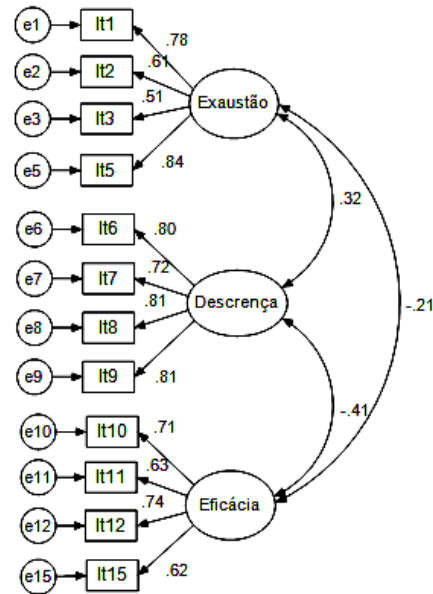 e1 It1 .78
e2 It2 .61
e3 It3 .51
Exaustão
e5 It5 .84
.32
e6 It6 .80
e7 It7 .72
e8 It8 .81
Descrença
e9 It9 .81
-.21
-.41
e10 It10 .71
e11 It11 .63
e12 It12 .74
Eficácia
e15 It15 .62